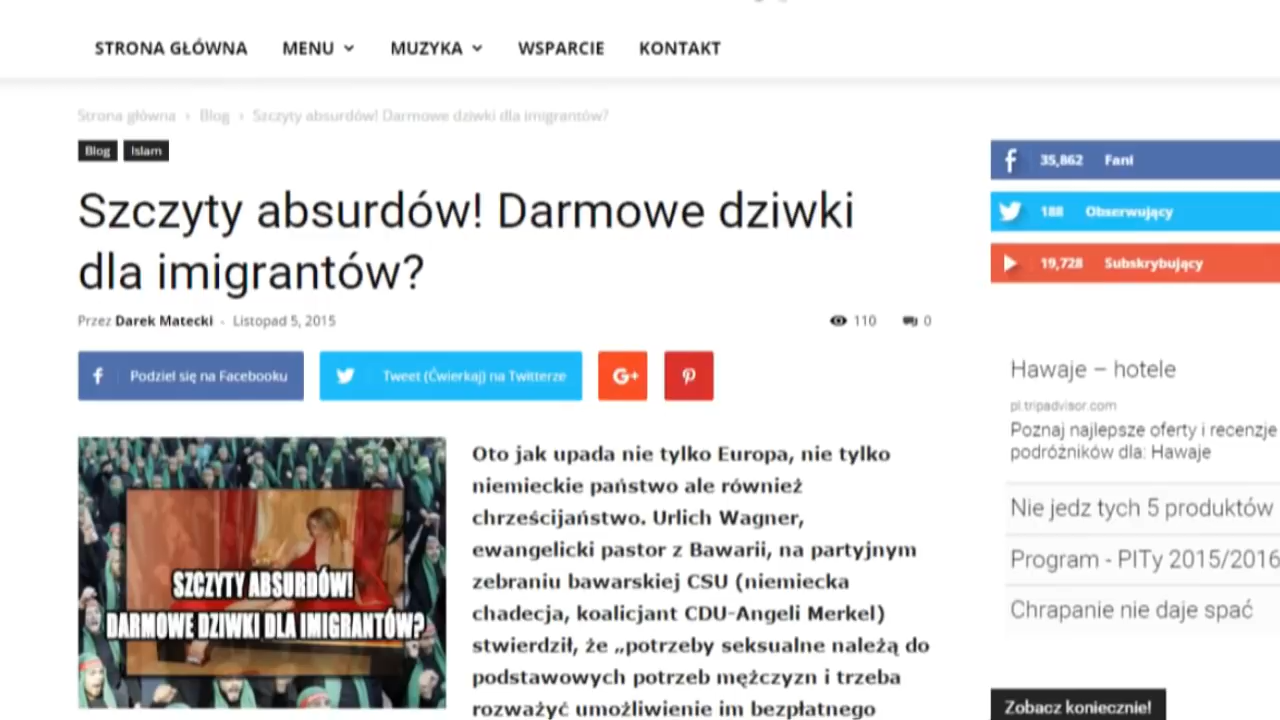 STRONA GŁÓWNA MENU MUZYKA WSPARCIE KONTAKT
Strona główna › Blog › Szczyty absurdów! Darmowe dziwki dla imigrantów?
Blog Islam
Szczyty absurdów! Darmowe dziwki
dla imigrantów?
Przez Darek Matecki - Listopad 5, 2015 110 0
Podziel się na Facebooku
Tweet (Ćwierkaj) na Twitterze
G+
SZCZYTY ABSURDÓW!
DARMOWE DZIWKI DLA IMIGRANTÓW?
Oto jak upada nie tylko Europa, nie tylko
niemieckie państwo ale również
chrześcijaństwo. Urlich Wagner,
ewangelicki pastor z Bawarii, na partyjnym
zebraniu bawarskiej CSU (niemiecka
chadecja, koalicjant CDU-Angeli Merkel)
stwierdził, że „potrzeby seksualne należą do
podstawowych potrzeb mężczyzn i trzeba
rozważyć umożliwienie im bezpłatnego
35,862 Fani
188 Obserwujący
19,728 Subskrybujący
Hawaje – hotele
pl.tripadvisor.com
Poznaj najlepsze oferty i recenzje
podróżników dla: Hawaje
Nie jedz tych 5 produktów
Program - PITy 2015/2016
Chrapanie nie daje spać
Zobacz koniecznie!